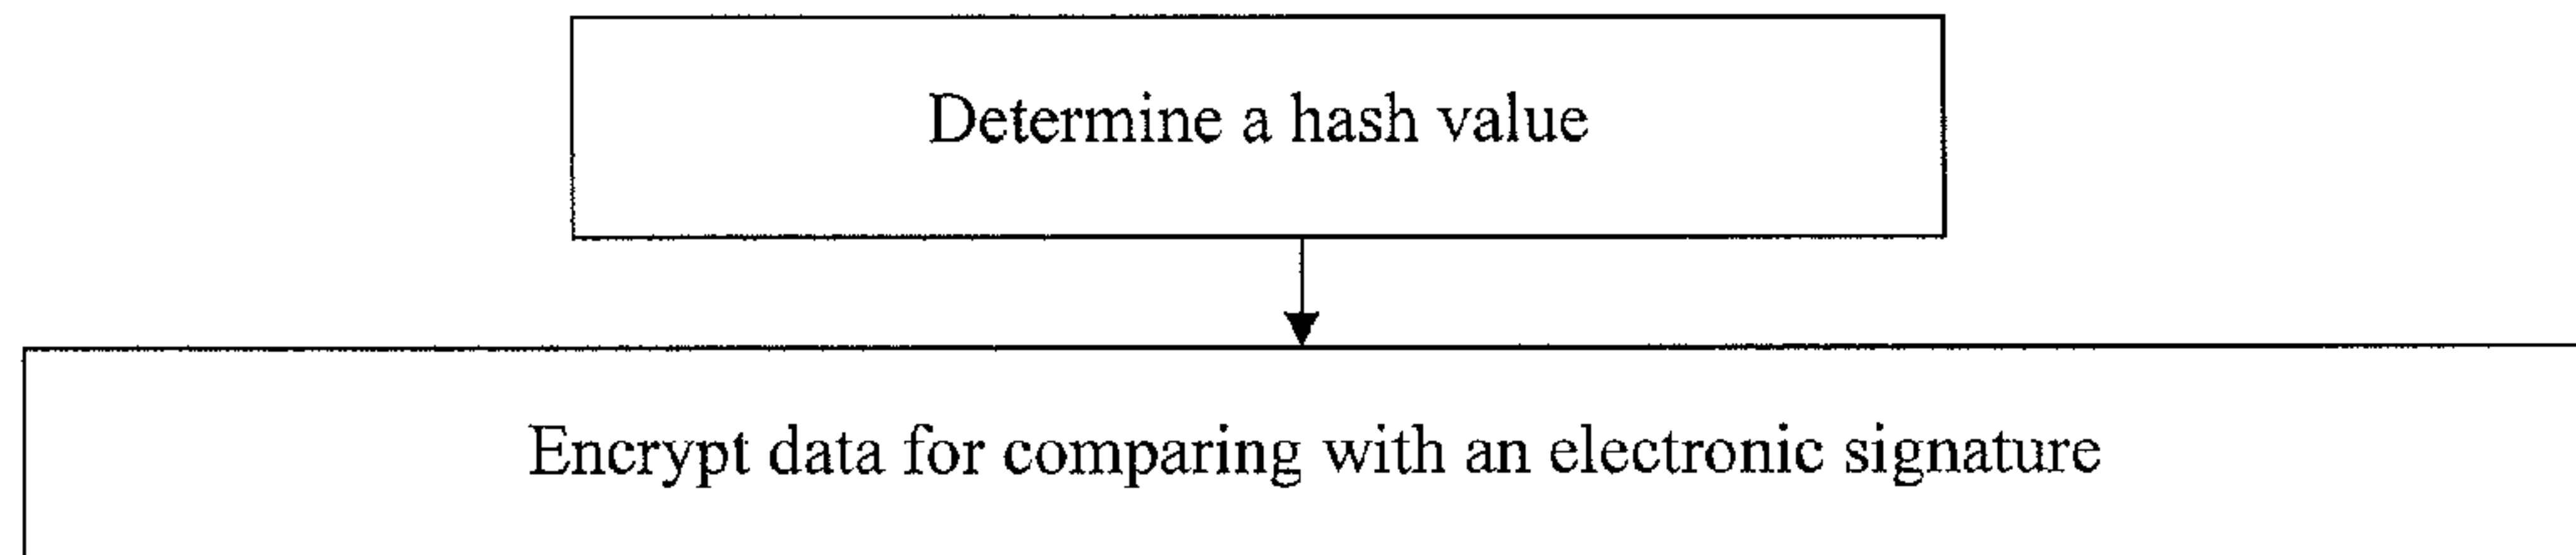 Determine a hash value
Encrypt data for comparing with an electronic signature